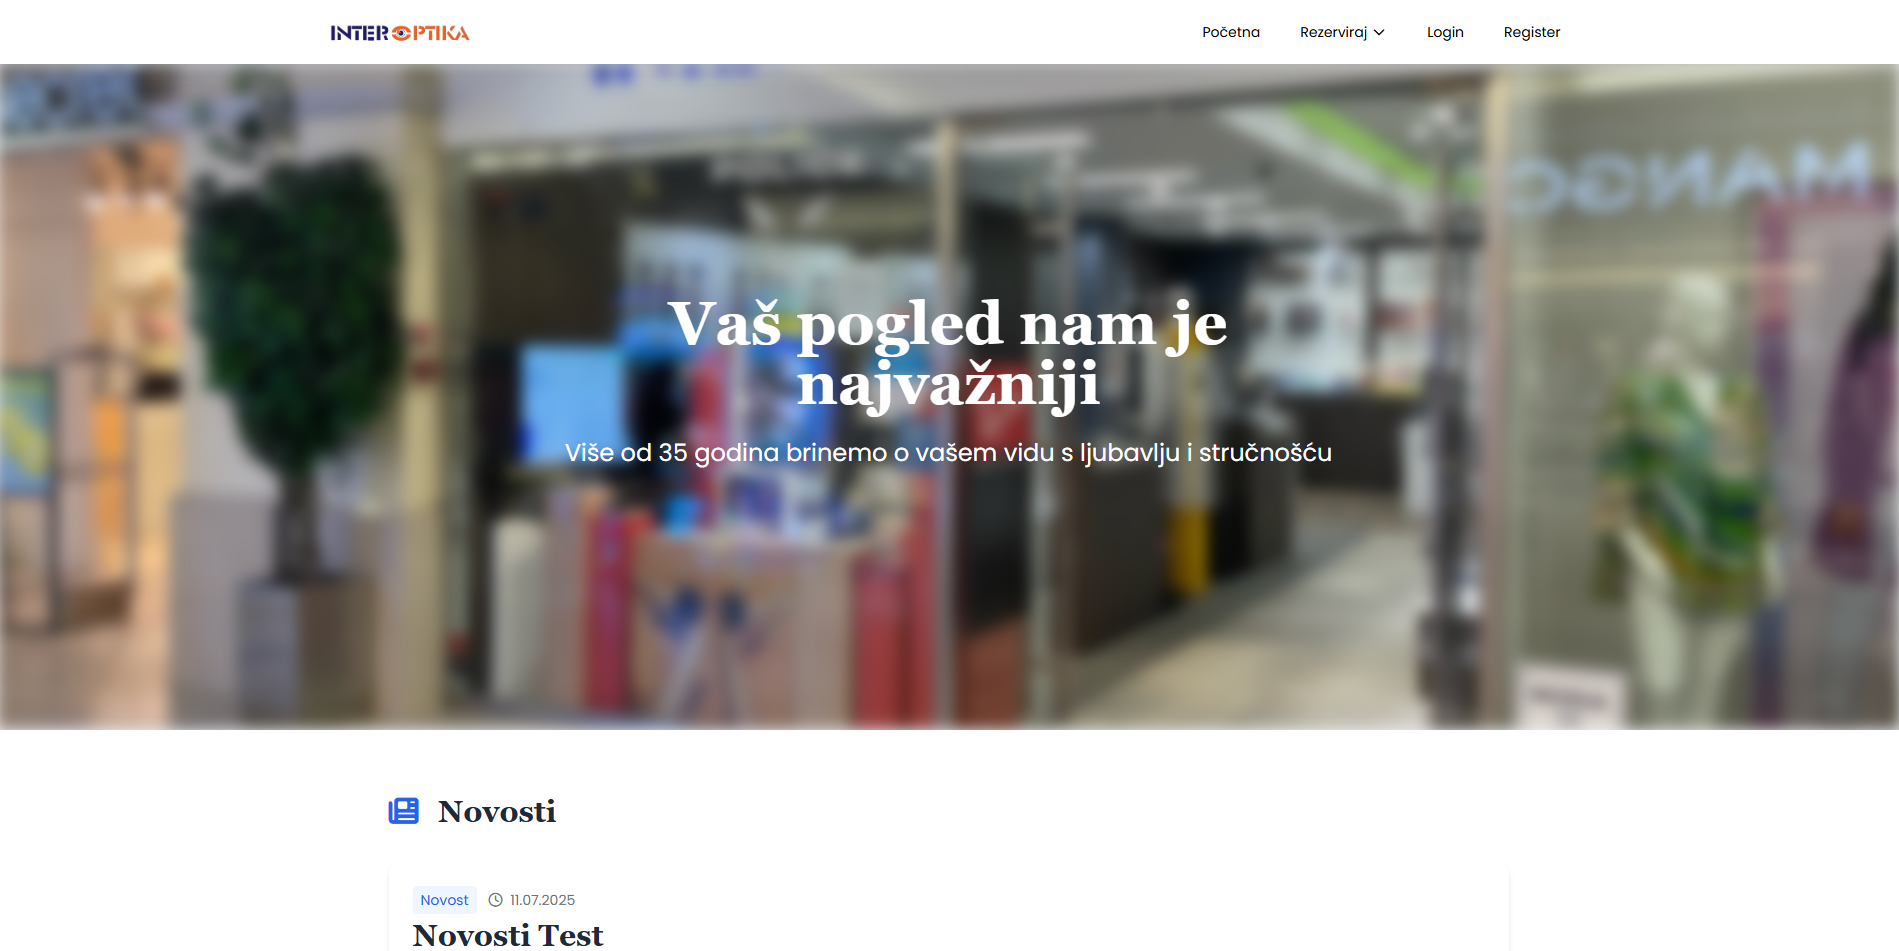 INTEROPTIKA
Početna
Rezerviraj
Login
Register
Vaš pogled nam je
najvažniji
Više od 35 godina brinemo o vašem vidu s ljubavlju i stručnošću
Novosti
Novost
11.07.2025
Novosti Test